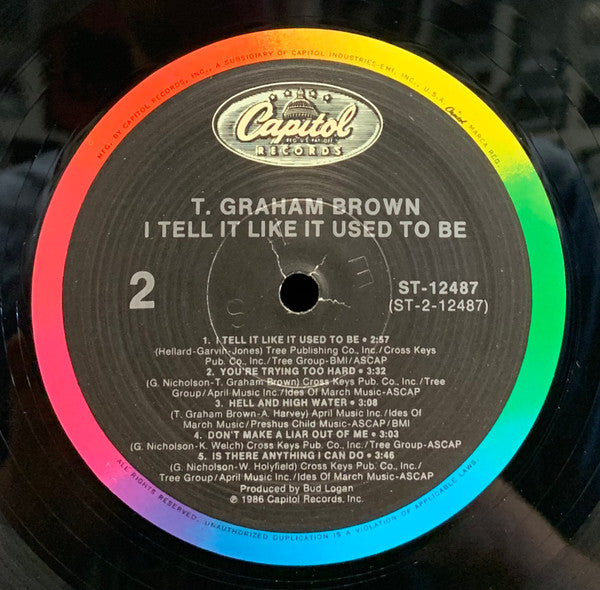 MFG. BY CAPITOL RECORDS, INC., A SUBSIDIARY OF CAPITOL INDUSTRIES-EMI, INC., U.S.A. Capitol MARCA REG.
Capitol
RECORDS
T. GRAHAM BROWN
I TELL IT LIKE IT USED TO BE
2
ST-12487
(ST-2-12487)
1. I TELL IT LIKE IT USED TO BE • 2:57
(Hellard-Garvin-Jones) Tree Publishing Co., Inc./Cross Keys
Pub. Co., Inc./Tree Group-BMI/ASCAP
2. YOU'RE TRYING TOO HARD • 3:32
(G. Nicholson-T. Graham Brown) Cross Keys Pub. Co., Inc./Tree
Group/April Music Inc./Ides Of March Music-ASCAP
3. HELL AND HIGH WATER • 3:08
(T. Graham Brown-A. Harvey) April Music Inc./Ides Of
March Music/Preshus Child Music-ASCAP/BMI
4. DON'T MAKE A LIAR OUT OF ME • 3:03
(G. Nicholson-K. Welch) Cross Keys Pub. Co., Inc./Tree Group-ASCAP
5. IS THERE ANYTHING I CAN DO • 3:46
(G. Nicholson-W. Holyfield) Cross Keys Pub. Co., Inc./Tree
Group/April Music Inc./Ides Of March Music-ASCAP
Produced by Bud Logan
℗ 1986 Capitol Records, Inc.
ALL RIGHTS RESERVED. UNAUTHORIZED DUPLICATION IS A VIOLATION OF APPLICABLE LAWS.